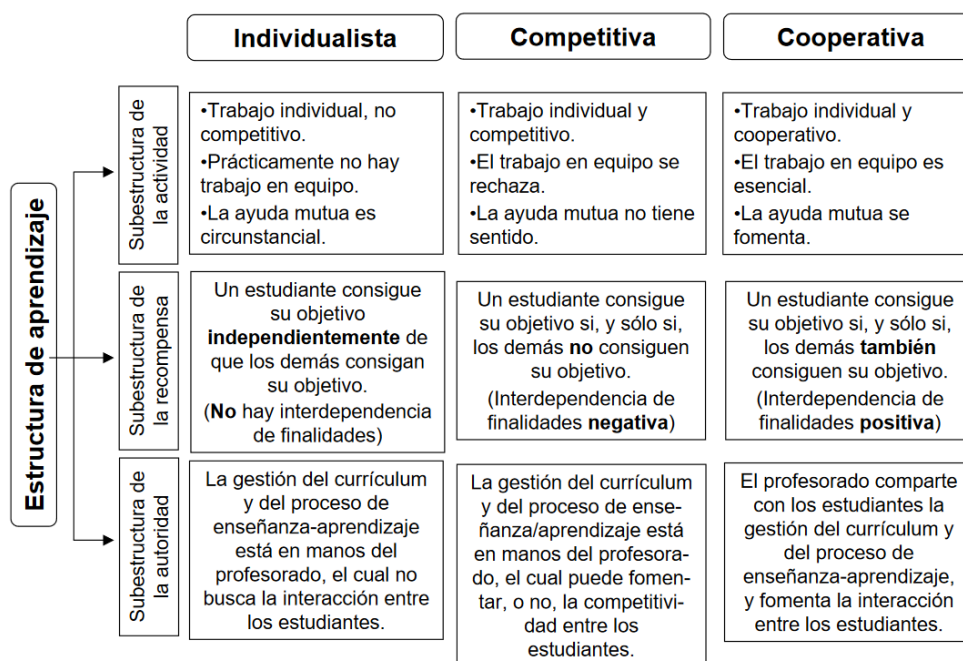 Individualista
Competitiva
Cooperativa
Estructura de aprendizaje
Subestructura de
la actividad
•Trabajo individual, no
competitivo.
•Prácticamente no hay
trabajo en equipo.
•La ayuda mutua es
circunstancial.
•Trabajo individual y
competitivo.
•El trabajo en equipo se
rechaza.
•La ayuda mutua no tiene
sentido.
•Trabajo individual y
cooperativo.
•El trabajo en equipo es
esencial.
•La ayuda mutua se
fomenta.
Subestructura de
la recompensa
Un estudiante consigue
su objetivo
independientemente de
que los demás consigan
su objetivo.
(No hay interdependencia
de finalidades)
Un estudiante consigue
su objetivo si, y sólo si,
los demás no consiguen
su objetivo.
(Interdependencia de
finalidades negativa)
Un estudiante consigue
su objetivo si, y sólo si,
los demás también
consiguen su objetivo.
(Interdependencia de
finalidades positiva)
Subestructura de
la autoridad
La gestión del currículum
y del proceso de
enseñanza-aprendizaje
está en manos del
profesorado, el cual no
busca la interacción entre
los estudiantes.
La gestión del currículum
y del proceso de ense-
ñanza/aprendizaje está
en manos del profesora-
do, el cual puede fomen-
tar, o no, la competitivi-
dad entre los
estudiantes.
El profesorado comparte
con los estudiantes la
gestión del currículum y
del proceso de
enseñanza-aprendizaje,
y fomenta la interacción
entre los estudiantes.